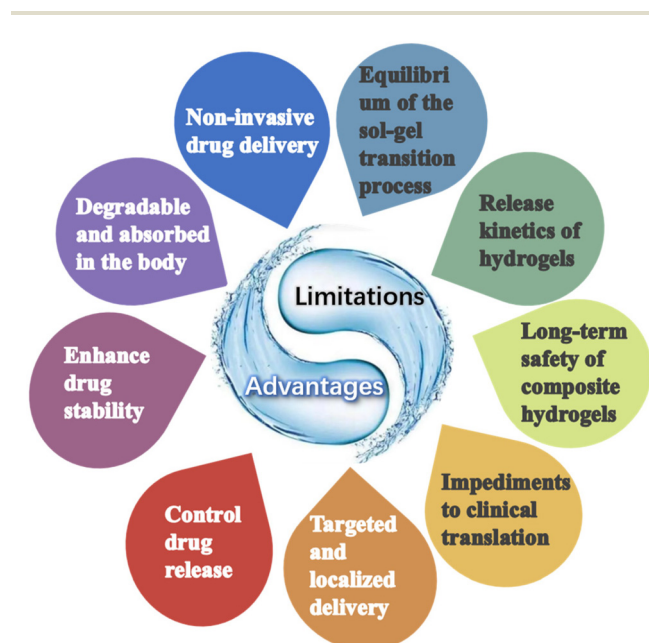 Non-invasive
drug delivery
Equilibri
um of the
sol-gel
transition
process
Degradable
and absorbed
in the body
Release
kinetics of
hydrogels
Limitations
Advantages
Enhance
drug
stability
Long-term
safety of
composite
hydrogels
Control
drug
release
Targeted
and
localized
delivery
Impediments
to clinical
translation